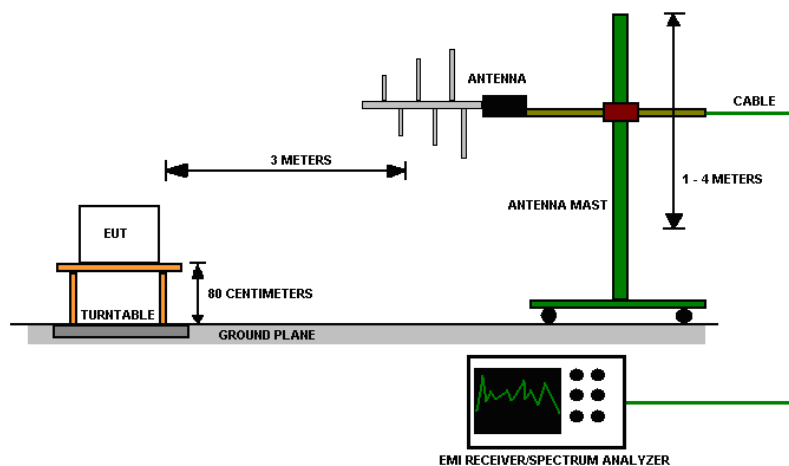 ANTENNA
CABLE
3 METERS
1 - 4 METERS
ANTENNA MAST
EUT
80 CENTIMETERS
TURNTABLE
GROUND PLANE
EMI RECEIVER/SPECTRUM ANALYZER